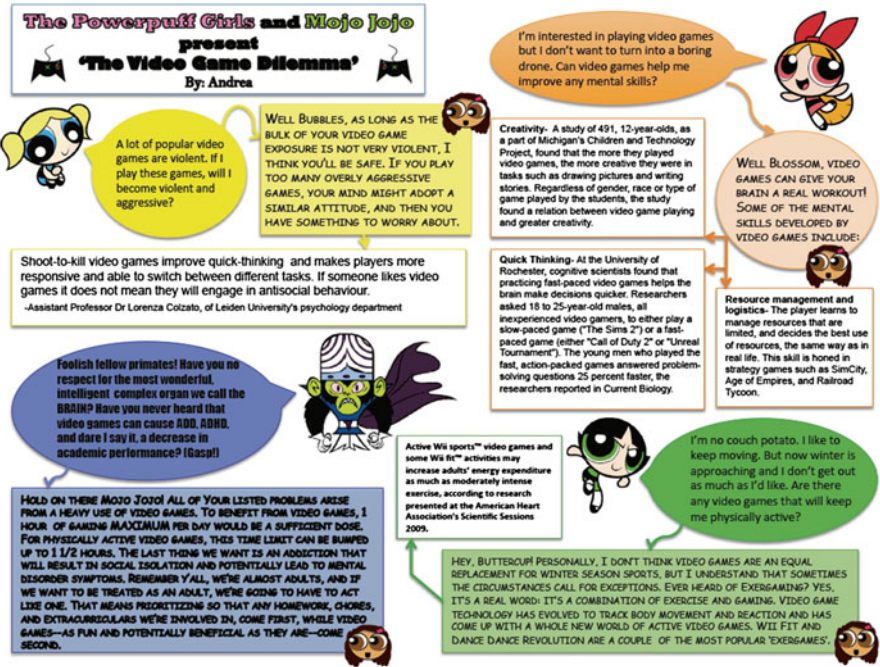 The Powerpuff Girls and Mojo Jojo
present
'The Video Game Dilemma'
By: Andrea
A lot of popular video
games are violent. If I
play these games, will I
become violent and
aggressive?
WELL BUBBLES, AS LONG AS THE
BULK OF YOUR VIDEO GAME
EXPOSURE IS NOT VERY VIOLENT, I
THINK YOU'LL BE SAFE. IF YOU PLAY
TOO MANY OVERLY AGGRESSIVE
GAMES, YOUR MIND MIGHT ADOPT A
SIMILAR ATTITUDE, AND THEN YOU
HAVE SOMETHING TO WORRY ABOUT.
Shoot-to-kill video games improve quick-thinking and makes players more
responsive and able to switch between different tasks. If someone likes video
games it does not mean they will engage in antisocial behaviour.
-Assistant Professor Dr Lorenza Colzato, of Leiden University's psychology department
I'm interested in playing video games
but I don't want to turn into a boring
drone. Can video games help me
improve any mental skills?
WELL BLOSSOM, VIDEO
GAMES CAN GIVE YOUR
BRAIN A REAL WORKOUT!
SOME OF THE MENTAL
SKILLS DEVELOPED BY
VIDEO GAMES INCLUDE:
Creativity- A study of 491, 12-year-olds, as
a part of Michigan's Children and Technology
Project, found that the more they played
video games, the more creative they were in
tasks such as drawing pictures and writing
stories. Regardless of gender, race or type of
game played by the students, the study
found a relation between video game playing
and greater creativity.
Quick Thinking- At the University of
Rochester, cognitive scientists found that
practicing fast-paced video games helps the
brain make decisions quicker. Researchers
asked 18 to 25-year-old males, all
inexperienced video gamers, to either play a
slow-paced game ("The Sims 2") or a fast-
paced game (either "Call of Duty 2" or "Unreal
Tournament"). The young men who played the
fast, action-packed games answered problem-
solving questions 25 percent faster, the
researchers reported in Current Biology.
Resource management and
logistics- The player learns to
manage resources that are
limited, and decides the best use
of resources, the same way as in
real life. This skill is honed in
strategy games such as SimCity,
Age of Empires, and Railroad
Tycoon.
Foolish fellow primates! Have you no
respect for the most wonderful,
intelligent complex organ we call the
BRAIN? Have you never heard that
video games can cause ADD, ADHD,
and dare I say it, a decrease in
academic performance? (Gasp!)
HOLD ON THERE MOJO JOJO! ALL OF YOUR LISTED PROBLEMS ARISE
FROM A HEAVY USE OF VIDEO GAMES. TO BENEFIT FROM VIDEO GAMES, 1
HOUR OF GAMING MAXIMUM PER DAY WOULD BE A SUFFICIENT DOSE.
FOR PHYSICALLY ACTIVE VIDEO GAMES, THIS TIME LIMIT CAN BE BUMPED
UP TO 1 1/2 HOURS. THE LAST THING WE WANT IS AN ADDICTION THAT
WILL RESULT IN SOCIAL ISOLATION AND POTENTIALLY LEAD TO MENTAL
DISORDER SYMPTOMS. REMEMBER Y'ALL, WE'RE ALMOST ADULTS, AND IF
WE WANT TO BE TREATED AS AN ADULT, WE'RE GOING TO HAVE TO ACT
LIKE ONE. THAT MEANS PRIORITIZING SO THAT ANY HOMEWORK, CHORES,
AND EXTRACURRICULARS WE'RE INVOLVED IN, COME FIRST, WHILE VIDEO
GAMES—AS FUN AND POTENTIALLY BENEFICIAL AS THEY ARE—COME
SECOND.
I'm no couch potato. I like to
keep moving. But now winter is
approaching and I don't get out
as much as I'd like. Are there
any video games that will keep
me physically active?
Active Wii sports™ video games and
some Wii fit™ activities may
increase adults' energy expenditure
as much as moderately intense
exercise, according to research
presented at the American Heart
Association's Scientific Sessions
2009.
HEY, BUTTERCUP! PERSONALLY, I DON'T THINK VIDEO GAMES ARE AN EQUAL
REPLACEMENT FOR WINTER SEASON SPORTS, BUT I UNDERSTAND THAT SOMETIMES
THE CIRCUMSTANCES CALL FOR EXCEPTIONS. EVER HEARD OF EXERGAMING? YES,
IT'S A REAL WORD: IT'S A COMBINATION OF EXERCISE AND GAMING. VIDEO GAME
TECHNOLOGY HAS EVOLVED TO TRACK BODY MOVEMENT AND REACTION AND HAS
COME UP WITH A WHOLE NEW WORLD OF ACTIVE VIDEO GAMES. WII FIT AND
DANCE DANCE REVOLUTION ARE A COUPLE OF THE MOST POPULAR 'EXERGAMES'.